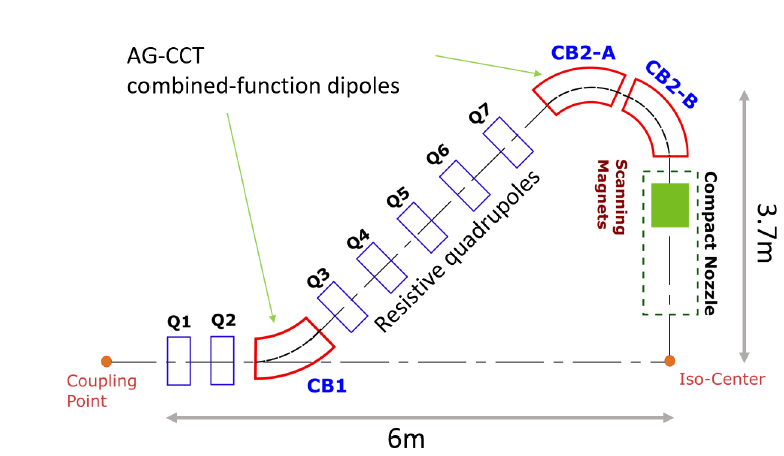 AG-CCT
combined-function dipoles
CB2-A
CB2-B
Q7
Q6
Q5
Q4
Q3
Resistive quadrupoles
Scanning
Magnets
Compact Nozzle
3.7m
Q1
Q2
CB1
Coupling
Point
Iso-Center
6m